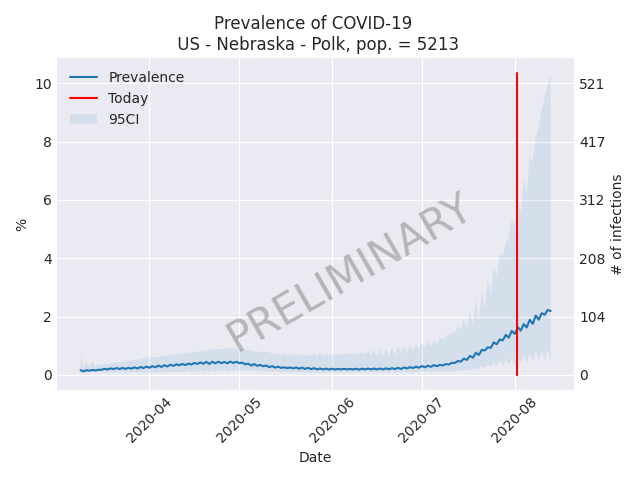 Prevalence of COVID-19
US - Nebraska - Polk, pop. = 5213
Prevalence
Today
95CI
PRELIMINARY
%
10
8
6
4
2
0
521
417
312
208
104
0
# of infections
2020-04
2020-05
2020-06
2020-07
2020-08
Date